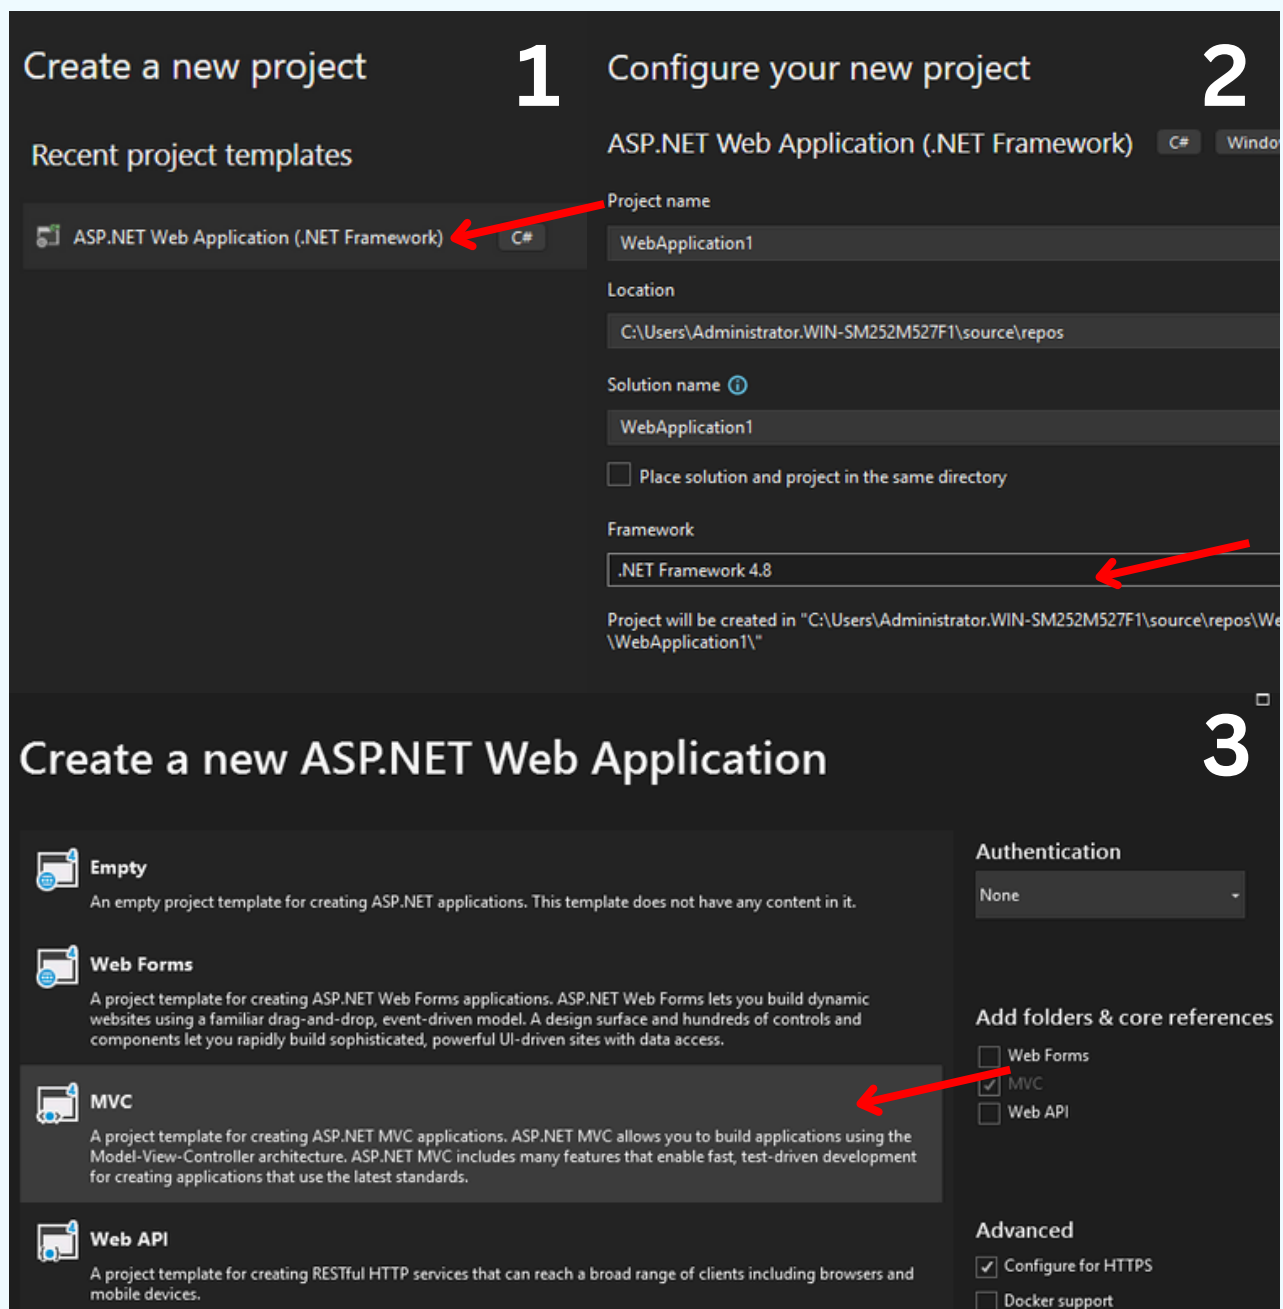 Create a new project
1
Recent project templates
ASP.NET Web Application (.NET Framework)
C#
Configure your new project
2
ASP.NET Web Application (.NET Framework)
C#
Project name
WebApplication1
Location
C:\Users\Administrator.WIN-SM252M527F1\source\repos
Solution name
WebApplication1
Place solution and project in the same directory
Framework
.NET Framework 4.8
Project will be created in "C:\Users\Administrator.WIN-SM252M527F1\source\repos\We
\WebApplication1\"
3
Create a new ASP.NET Web Application
Empty
An empty project template for creating ASP.NET applications. This template does not have any content in it.
Web Forms
A project template for creating ASP.NET Web Forms applications. ASP.NET Web Forms lets you build dynamic
websites using a familiar drag-and-drop, event-driven model. A design surface and hundreds of controls and
components let you rapidly build sophisticated, powerful UI-driven sites with data access.
MVC
A project template for creating ASP.NET MVC applications. ASP.NET MVC allows you to build applications using the
Model-View-Controller architecture. ASP.NET MVC includes many features that enable fast, test-driven development
for creating applications that use the latest standards.
Web API
A project template for creating RESTful HTTP services that can reach a broad range of clients including browsers and
mobile devices.
Authentication
None
Add folders & core references
Web Forms
MVC
Web API
Advanced
Configure for HTTPS
Docker support